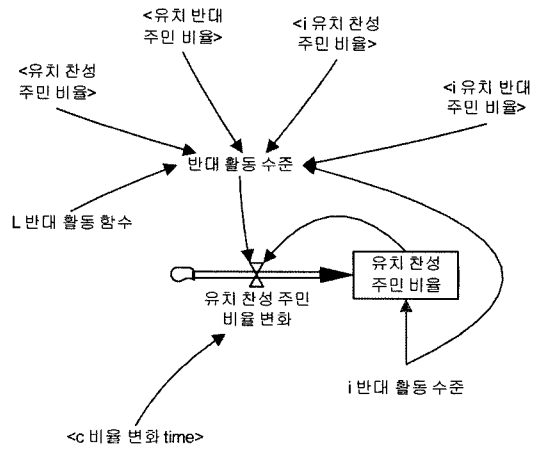 <유치 반대
주민 비율>
<i 유치 찬성
주민 비율>
<유치 찬성
주민 비율>
<i 유치 반대
주민 비율>
반대 활동 수준
L 반대 활동 함수
유치 찬성
주민 비율
유치 찬성 주민
비율 변화
i 반대 활동 수준
<c 비율 변화 time>